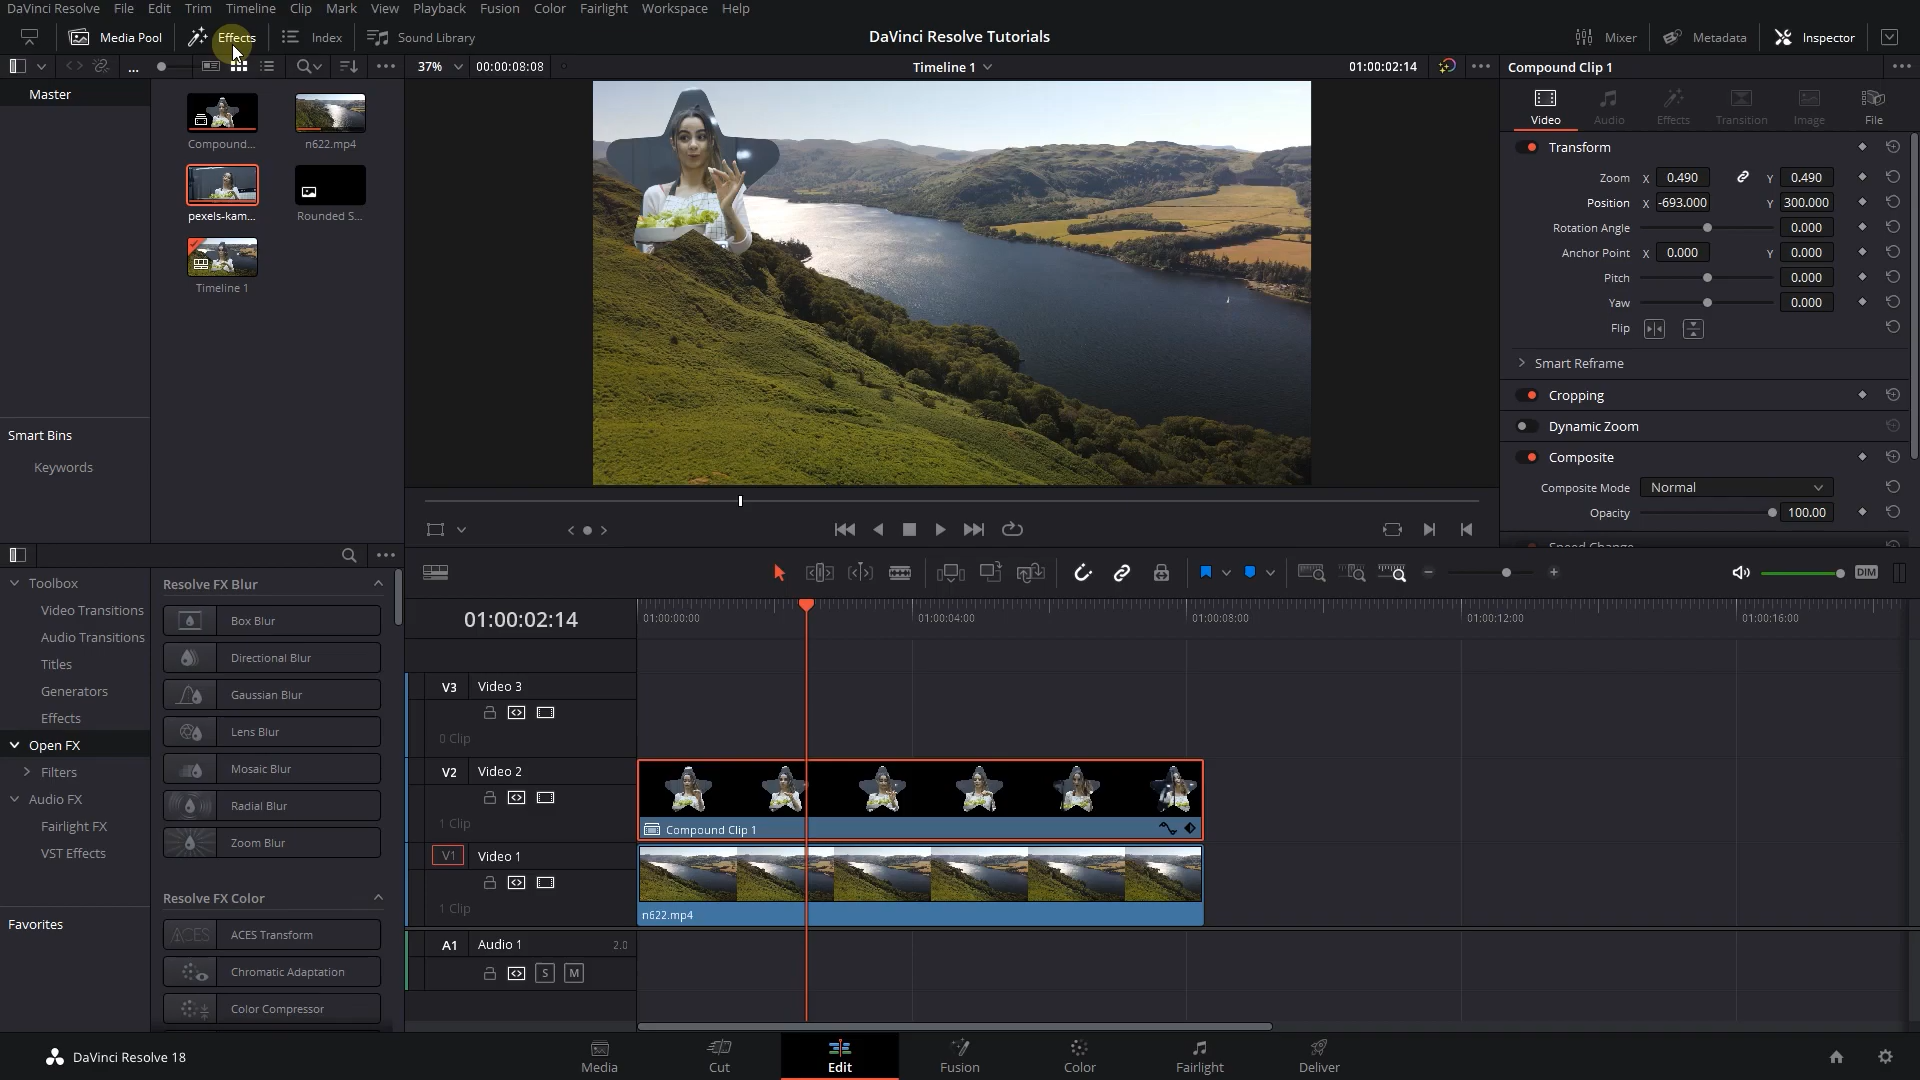 DaVinci Resolve File Edit Trim Timeline Clip Mark View Playback Fusion Color Fairlight Workspace Help
Media Pool Effects Index Sound Library DaVinci Resolve Tutorials Mixer Metadata Inspector
37% 00:00:08:08 Timeline 1 01:00:02:14 Compound Clip 1
Master
Video Audio Effects Transition Image File
Compound... n622.mp4
pexels-kam... Rounded S...
Timeline 1
Transform
Zoom X 0.490 Y 0.490
Position X -693.000 Y 300.000
Rotation Angle 0.000
Anchor Point X 0.000 Y 0.000
Pitch 0.000
Yaw 0.000
Flip
Smart Reframe
Cropping
Dynamic Zoom
Composite
Composite Mode Normal
Opacity 100.00
Speed Change
Smart Bins
Keywords
Toolbox
Video Transitions
Audio Transitions
Titles
Generators
Effects
Open FX
Filters
Audio FX
Fairlight FX
VST Effects
Favorites
Resolve FX Blur
Box Blur
Directional Blur
Gaussian Blur
Lens Blur
Mosaic Blur
Radial Blur
Zoom Blur
Resolve FX Color
ACES ACES Transform
Chromatic Adaptation
Color Compressor
DIM
01:00:02:14
01:00:00:00 01:00:04:00 01:00:08:00 01:00:12:00 01:00:16:00
V3 Video 3
0 Clip
V2 Video 2
1 Clip
Compound Clip 1
V1 Video 1
1 Clip
n622.mp4
A1 Audio 1 2.0
S M
DaVinci Resolve 18
Media Cut Edit Fusion Color Fairlight Deliver